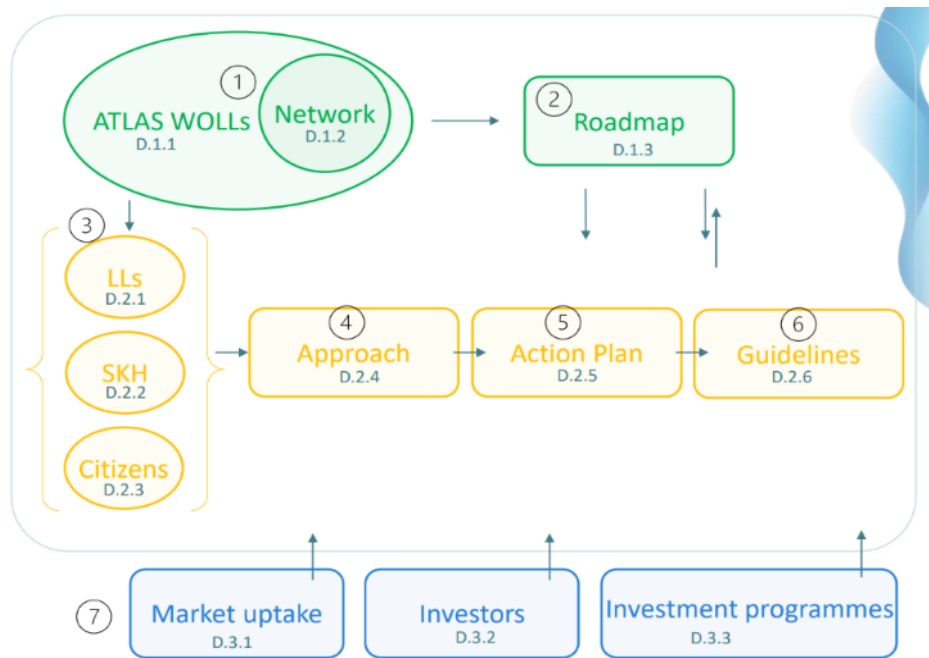 1
ATLAS WOLLs
D.1.1
Network
D.1.2
2
Roadmap
D.1.3
3
LLs
D.2.1
SKH
D.2.2
Citizens
D.2.3
4
Approach
D.2.4
5
Action Plan
D.2.5
6
Guidelines
D.2.6
7
Market uptake
D.3.1
Investors
D.3.2
Investment programmes
D.3.3